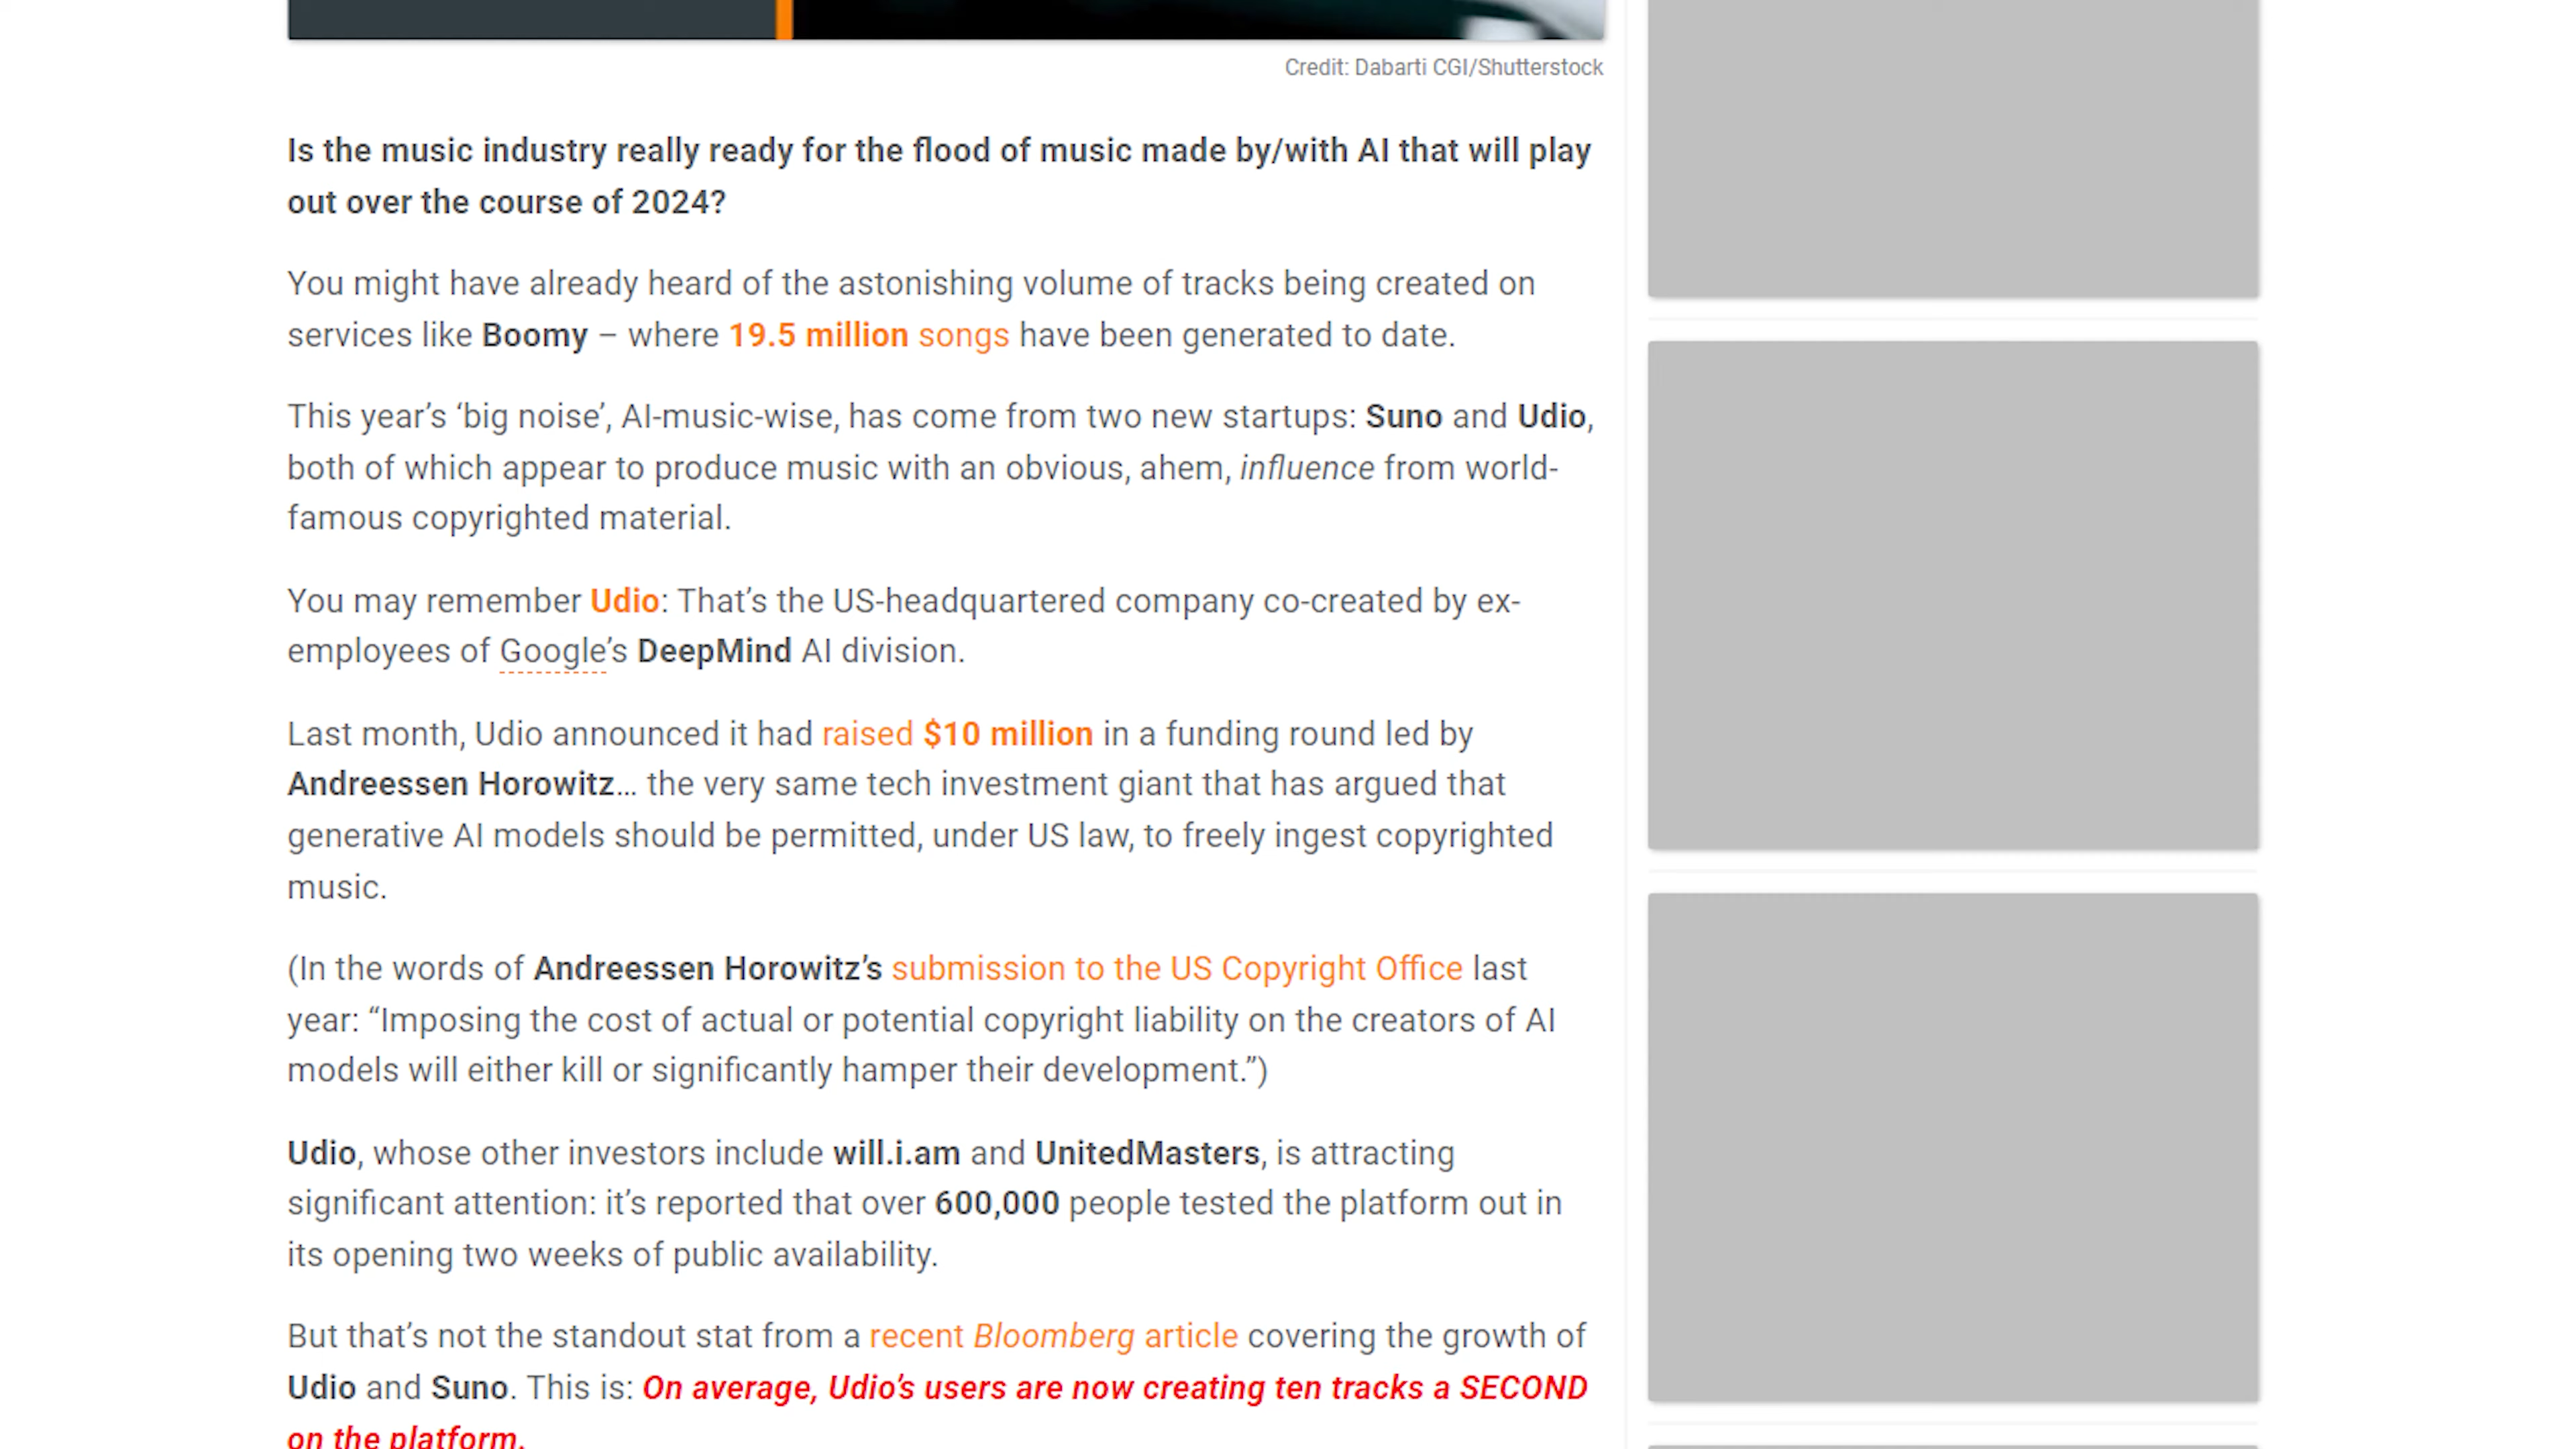 Credit: Dabarti CGI/Shutterstock
Is the music industry really ready for the flood of music made by/with AI that will play
out over the course of 2024?
You might have already heard of the astonishing volume of tracks being created on
services like Boomy – where 19.5 million songs have been generated to date.
This year’s ‘big noise’, AI-music-wise, has come from two new startups: Suno and Udio,
both of which appear to produce music with an obvious, ahem, influence from world-
famous copyrighted material.
You may remember Udio: That’s the US-headquartered company co-created by ex-
employees of Google’s DeepMind AI division.
Last month, Udio announced it had raised $10 million in a funding round led by
Andreessen Horowitz… the very same tech investment giant that has argued that
generative AI models should be permitted, under US law, to freely ingest copyrighted
music.
(In the words of Andreessen Horowitz’s submission to the US Copyright Office last
year: “Imposing the cost of actual or potential copyright liability on the creators of AI
models will either kill or significantly hamper their development.”)
Udio, whose other investors include will.i.am and UnitedMasters, is attracting
significant attention: it’s reported that over 600,000 people tested the platform out in
its opening two weeks of public availability.
But that’s not the standout stat from a recent Bloomberg article covering the growth of
Udio and Suno. This is: On average, Udio’s users are now creating ten tracks a SECOND
on the platform.